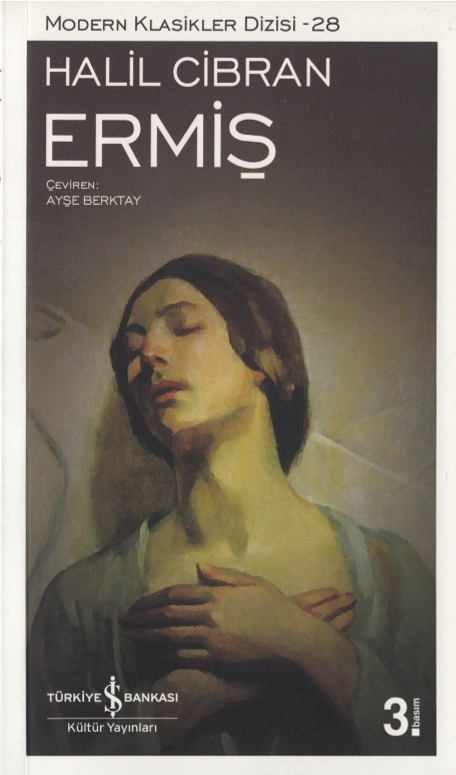 MODERN KLASİKLER DİZİSİ -28
HALİL CİBRAN
ERMİŞ
ÇEVİREN:
AYŞE BERKTAY
TÜRKİYE İŞ BANKASI
Kültür Yayınları
3.basım